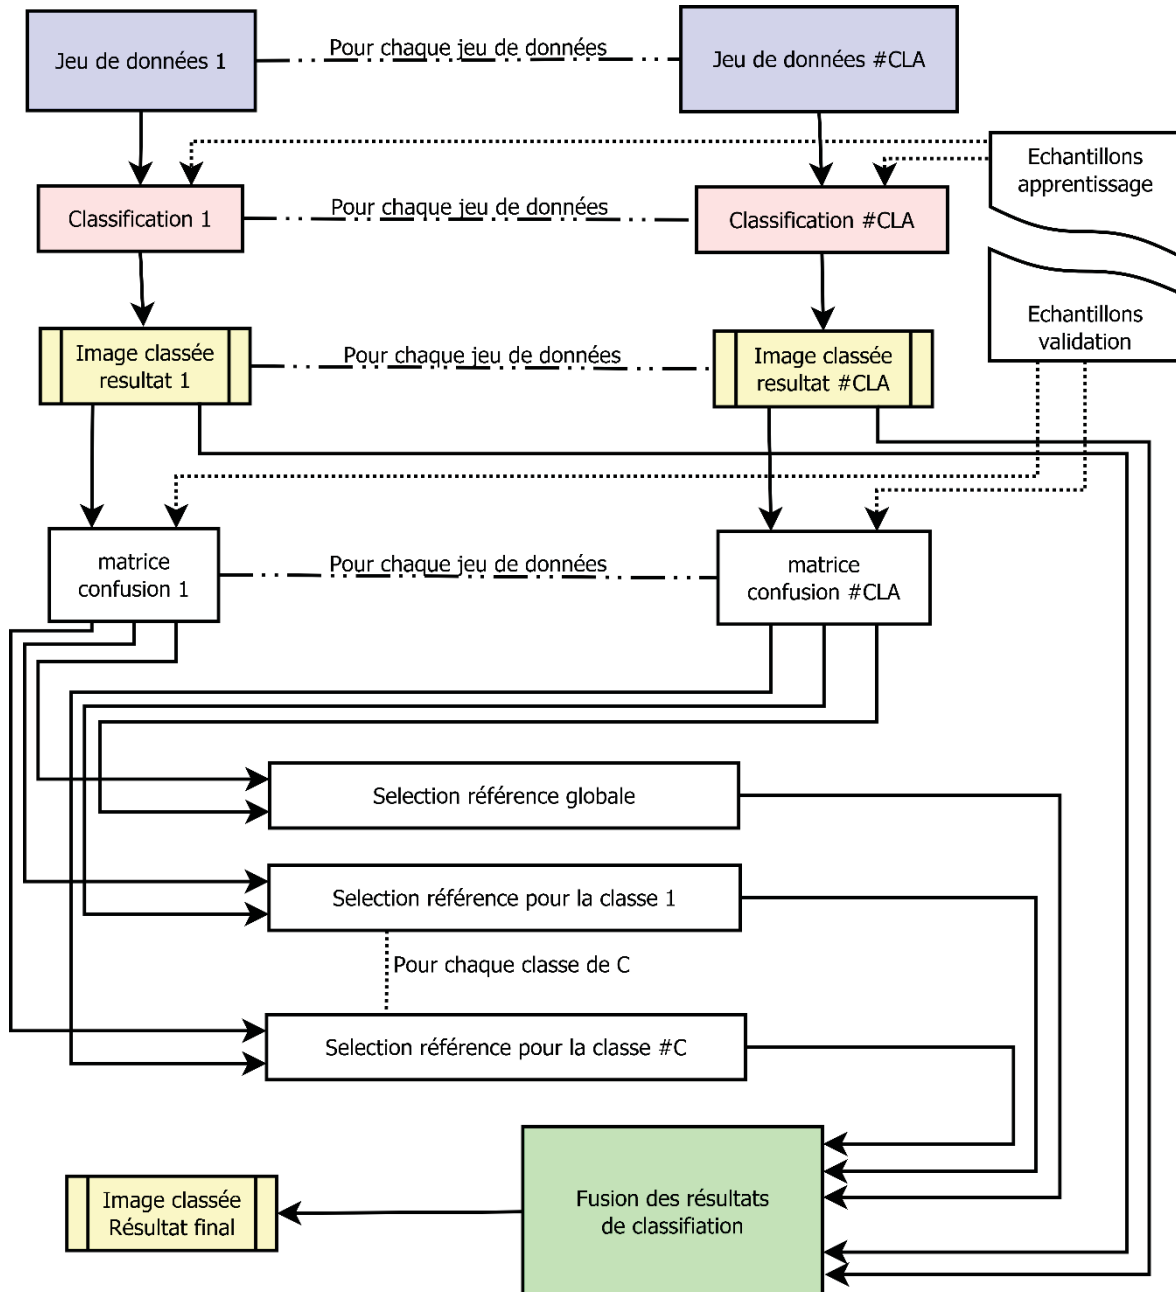 Jeu de données 1
Pour chaque jeu de données
Jeu de données #CLA
Echantillons
apprentissage
Classification 1
Pour chaque jeu de données
Classification #CLA
Echantillons
validation
Image classée
resultat 1
Pour chaque jeu de données
Image classée
resultat #CLA
matrice
confusion 1
Pour chaque jeu de données
matrice
confusion #CLA
Selection référence globale
Selection référence pour la classe 1
Pour chaque classe de C
Selection référence pour la classe #C
Image classée
Résultat final
Fusion des résultats
de classifiation